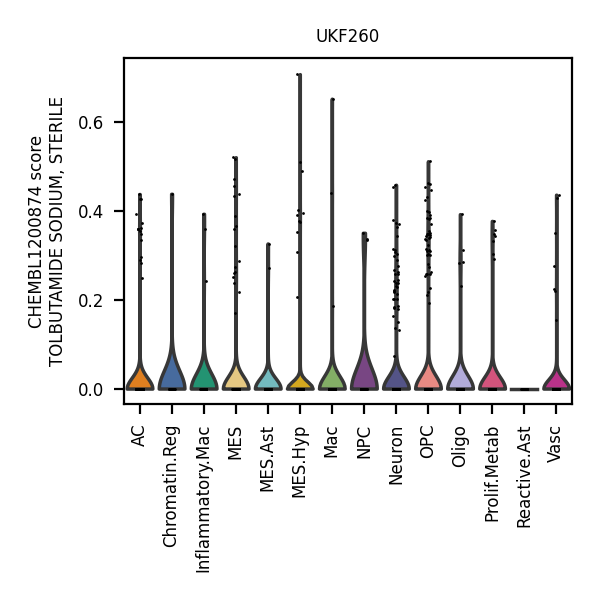 UKF260
CHEMBL1200874 score
TOLBUTAMIDE SODIUM, STERILE
0.6
0.4
0.2
0.0
AC
Chromatin.Reg
Inflammatory.Mac
MES
MES.Ast
MES.Hyp
Mac
NPC
Neuron
OPC
Oligo
Prolif.Metab
Reactive.Ast
Vasc